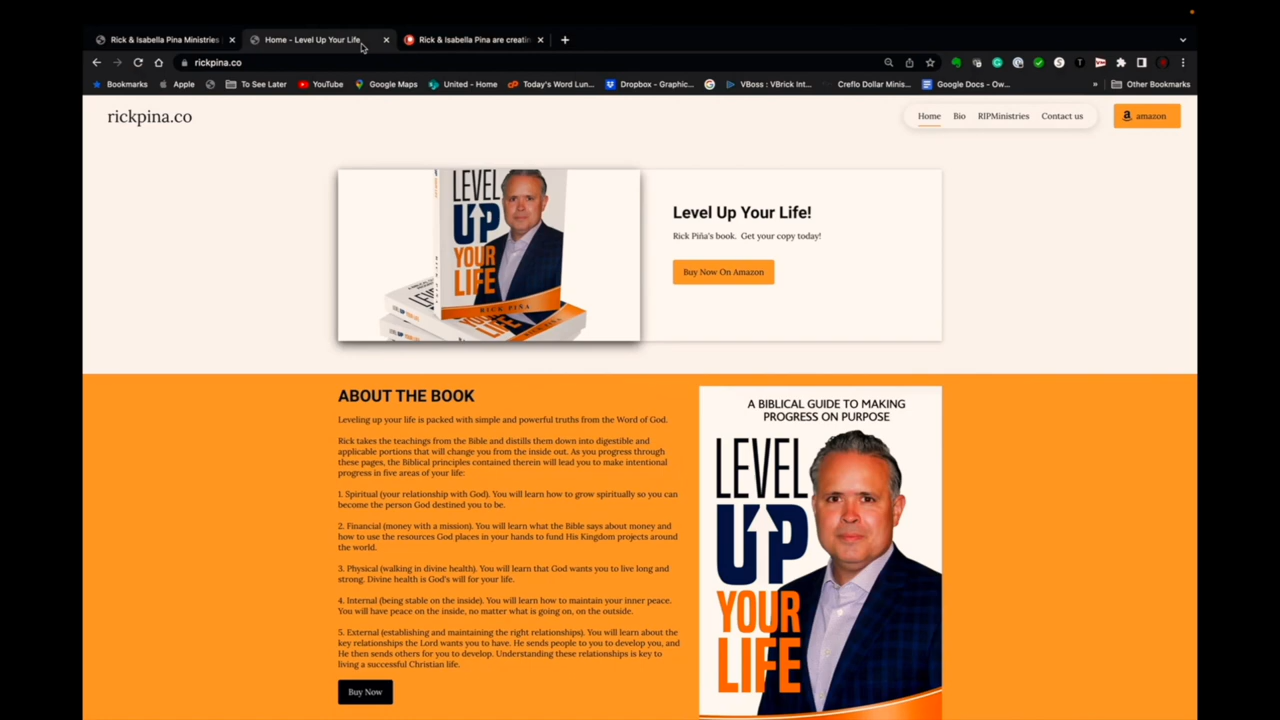 Rick & Isabella Pina Ministries
Home - Level Up Your Life
Rick & Isabella Pina are creatin
rickpina.co
Bookmarks
Apple
To See Later
YouTube
Google Maps
United - Home
Today's Word Lun...
Dropbox - Graphic...
VBoss : VBrick Int...
Creflo Dollar Minis...
Google Docs - Ow...
»
Other Bookmarks
rickpina.co
Home
Bio
RIPMinistries
Contact us
amazon
LEVEL
UP
YOUR
LIFE
RICK PIÑA
Level Up Your Life!
Rick Piña's book. Get your copy today!
Buy Now On Amazon
ABOUT THE BOOK
Leveling up your life is packed with simple and powerful truths from the Word of God.
Rick takes the teachings from the Bible and distills them down into digestible and
applicable portions that will change you from the inside out. As you progress through
these pages, the Biblical principles contained therein will lead you to make intentional
progress in five areas of your life:
1. Spiritual (your relationship with God). You will learn how to grow spiritually so you can
become the person God destined you to be.
2. Financial (money with a mission). You will learn what the Bible says about money and
how to use the resources God places in your hands to fund His Kingdom projects around
the world.
3. Physical (walking in divine health). You will learn that God wants you to live long and
strong. Divine health is God's will for your life.
4. Internal (being stable on the inside). You will learn how to maintain your inner peace.
You will have peace on the inside, no matter what is going on, on the outside.
5. External (establishing and maintaining the right relationships). You will learn about the
key relationships the Lord wants you to have. He sends people to you to develop you, and
He then sends others for you to develop. Understanding these relationships is key to
living a successful Christian life.
Buy Now
A BIBLICAL GUIDE TO MAKING
PROGRESS ON PURPOSE
LEVEL
UP
YOUR
LIFE